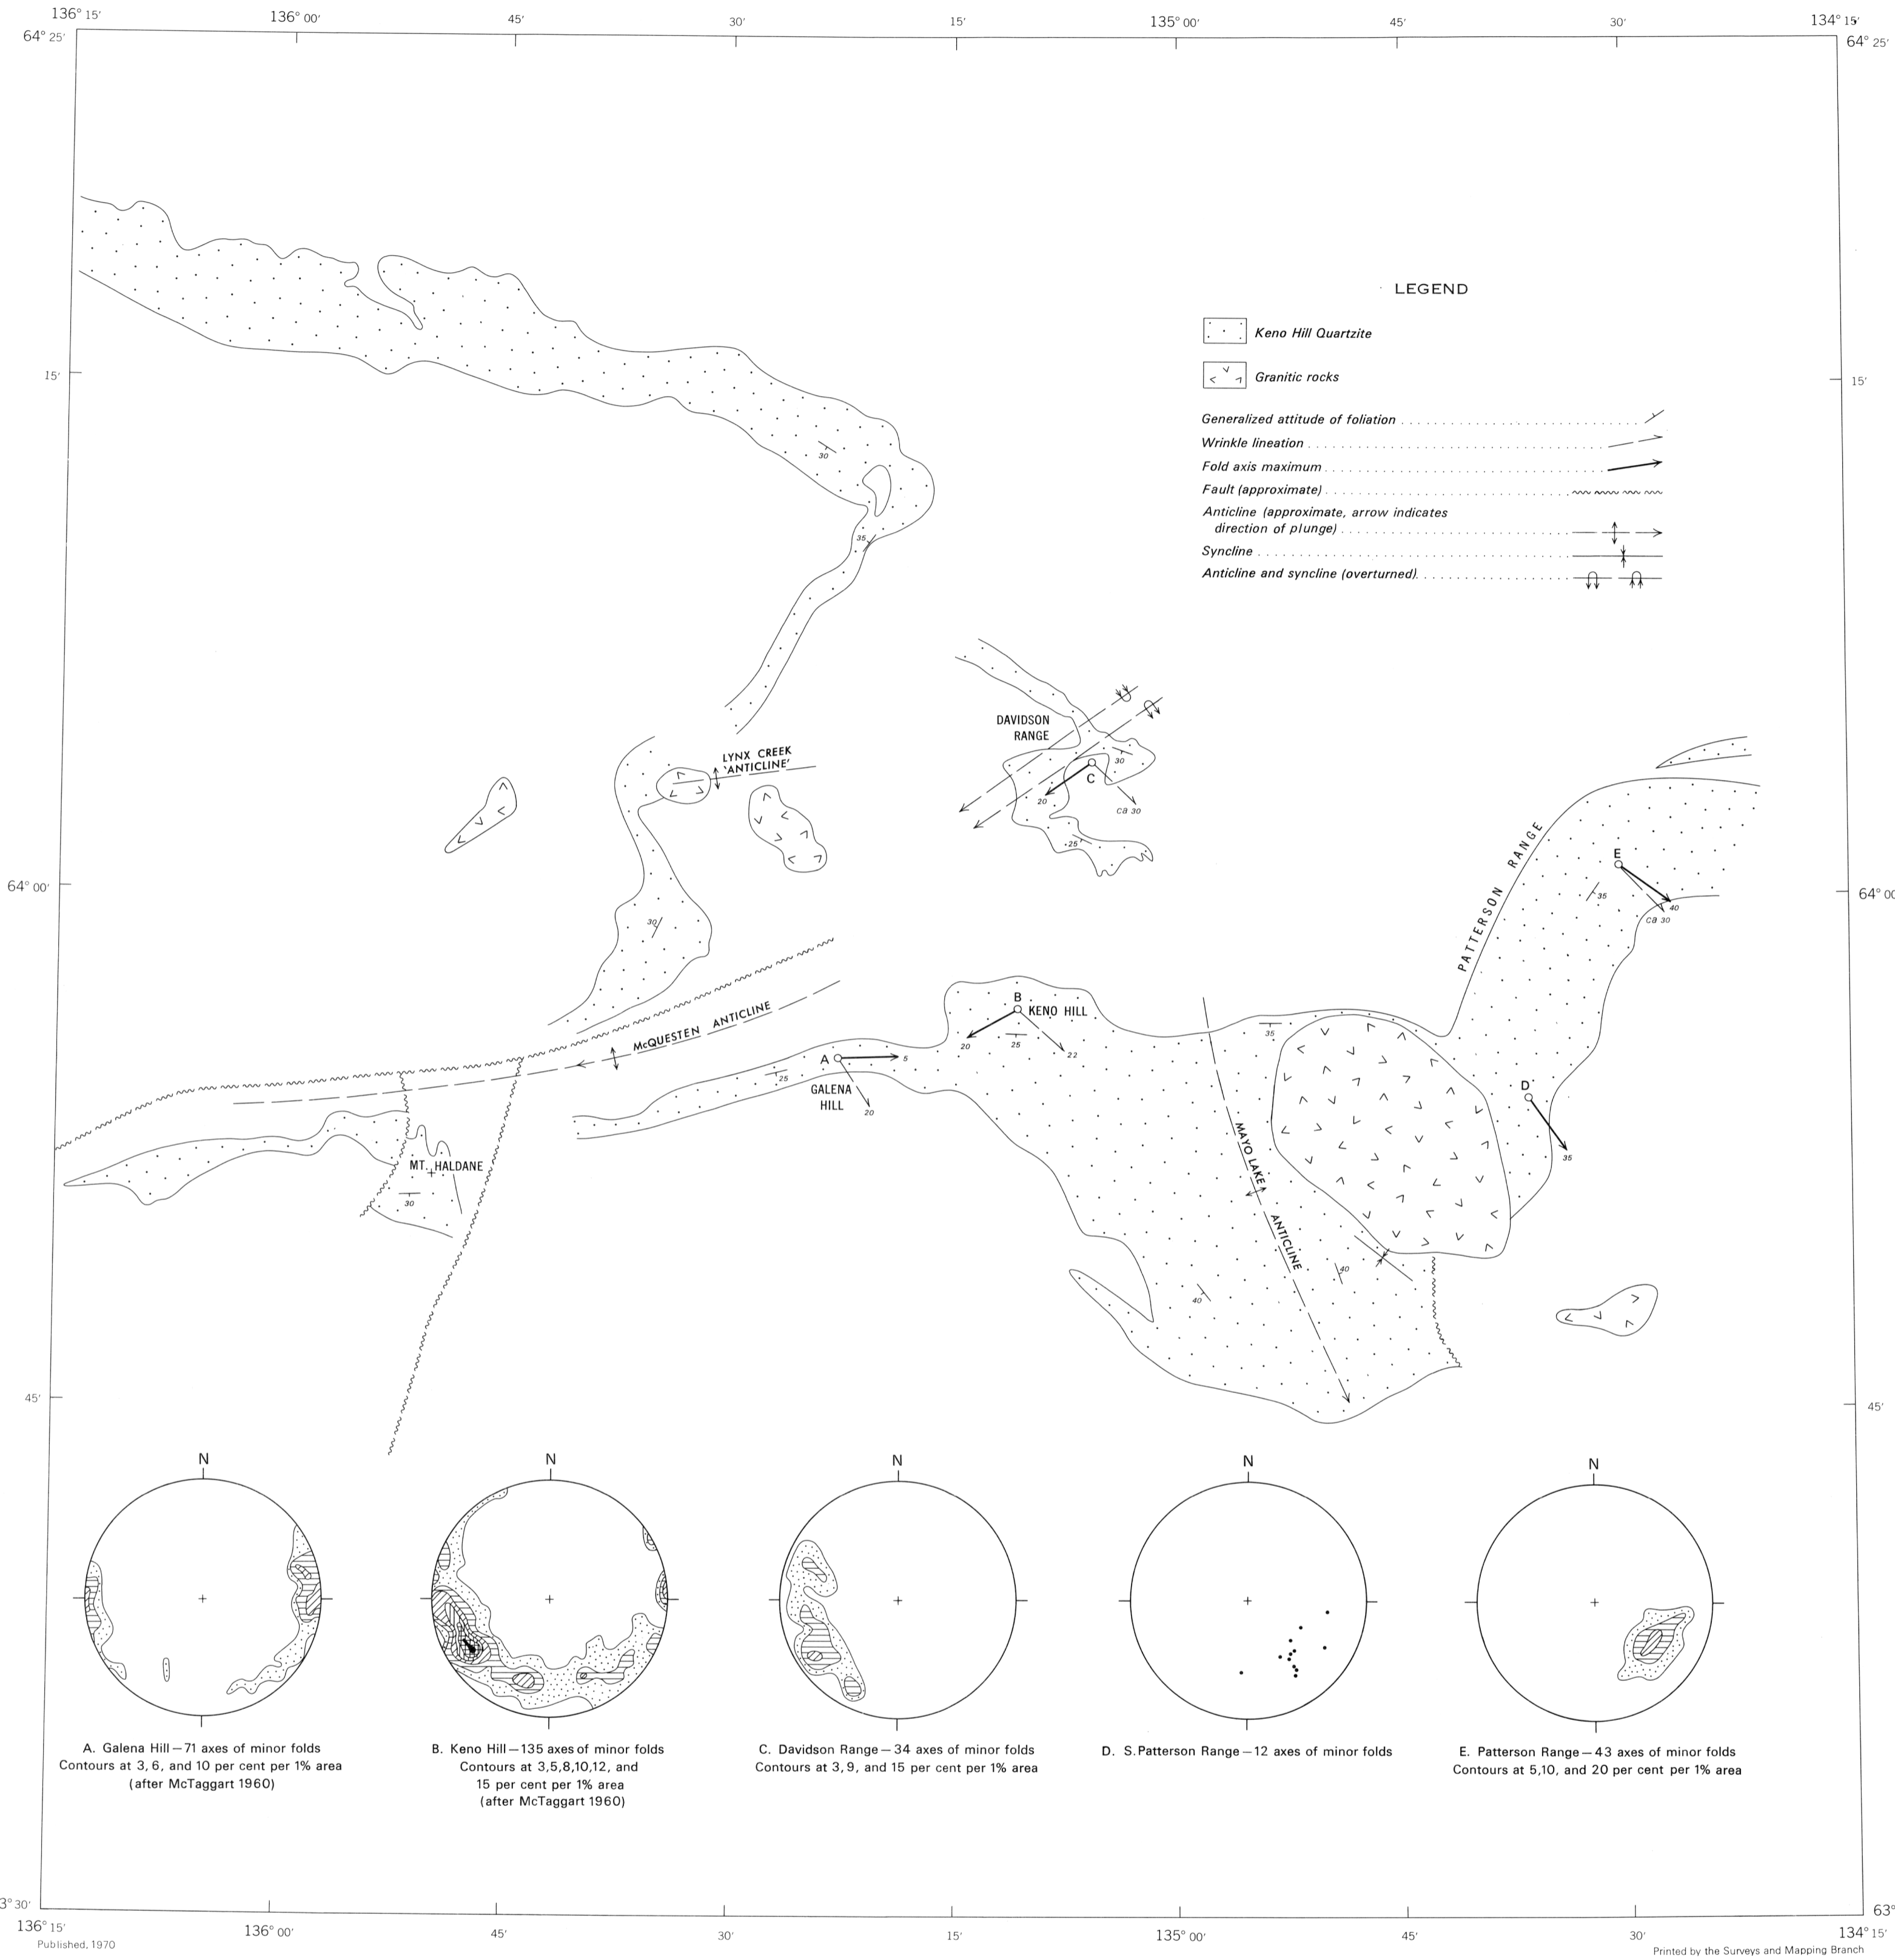 136° 15′ 136° 00′ 45′ 30′ 15′ 135° 00′ 45′ 30′ 134° 15′
64° 25′ 64° 25′
LEGEND
Keno Hill Quartzite
Granitic rocks
Generalized attitude of foliation
Wrinkle lineation
Fold axis maximum
Fault (approximate)
Anticline (approximate, arrow indicates
direction of plunge)
Syncline
Anticline and syncline (overturned)
15′ 15′
30
35
DAVIDSON
RANGE
30
C
20
ca 30
25
LYNX CREEK
'ANTICLINE'
PATTERSON RANGE
E
35
40
ca 30
64° 00′ 64° 00
30
McQUESTEN ANTICLINE
B
KENO HILL
20
25
22
35
A
5
25
GALENA
HILL
20
D
35
MT. HALDANE
30
MAYO LAKE
ANTICLINE
40
40
45′ 45′
N N N N N
A. Galena Hill — 71 axes of minor folds
Contours at 3, 6, and 10 per cent per 1% area
(after McTaggart 1960)
B. Keno Hill — 135 axes of minor folds
Contours at 3,5,8,10,12, and
15 per cent per 1% area
(after McTaggart 1960)
C. Davidson Range — 34 axes of minor folds
Contours at 3, 9, and 15 per cent per 1% area
D. S. Patterson Range — 12 axes of minor folds
E. Patterson Range — 43 axes of minor folds
Contours at 5,10, and 20 per cent per 1% area
3° 30′ 63°
136° 15′ 136° 00′ 45′ 30′ 15′ 135° 00′ 45′ 30′ 134° 15′
Published, 1970
Printed by the Surveys and Mapping Branch